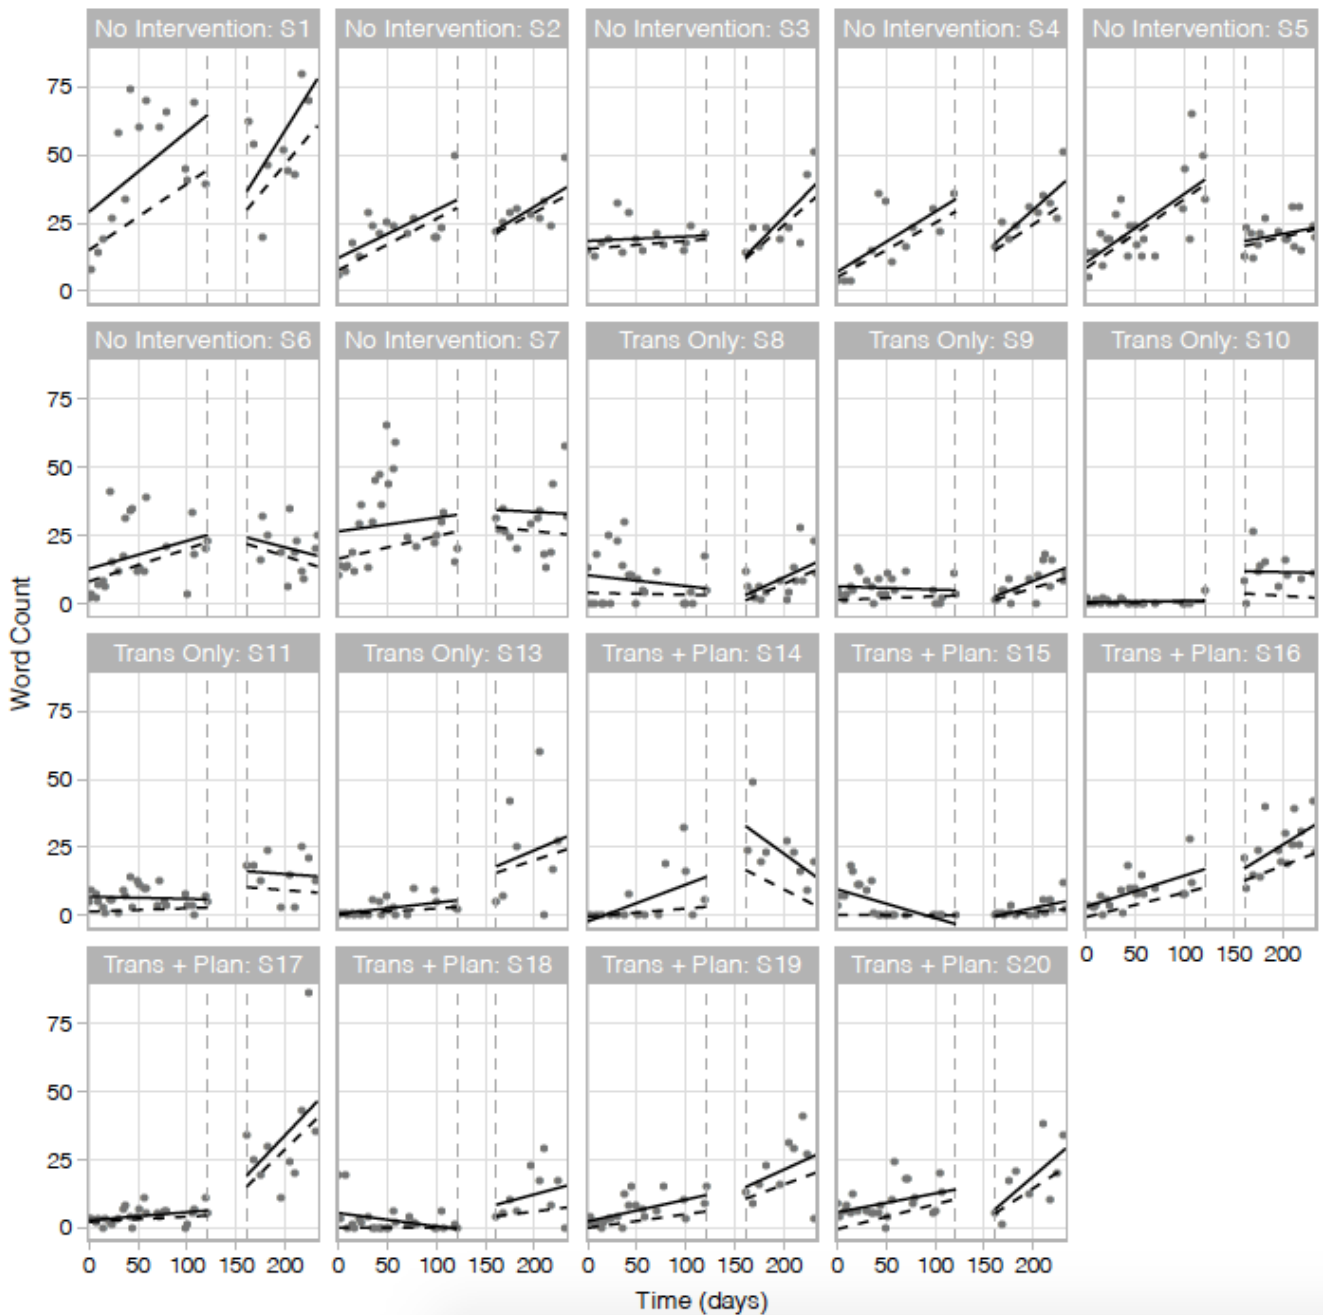 No Intervention: S1 No Intervention: S2 No Intervention: S3 No Intervention: S4 No Intervention: S5
75
50
25
0
No Intervention: S6 No Intervention: S7 Trans Only: S8 Trans Only: S9 Trans Only: S10
75
50
25
0
Word Count
Trans Only: S11 Trans Only: S13 Trans + Plan: S14 Trans + Plan: S15 Trans + Plan: S16
75
50
25
0
0 50 100 200
Trans + Plan: S17 Trans + Plan: S18 Trans + Plan: S19 Trans + Plan: S20
75
50
25
0
0 50 100 200 0 50 100 200 0 50 100 200 0 50 100 200
Time (days)